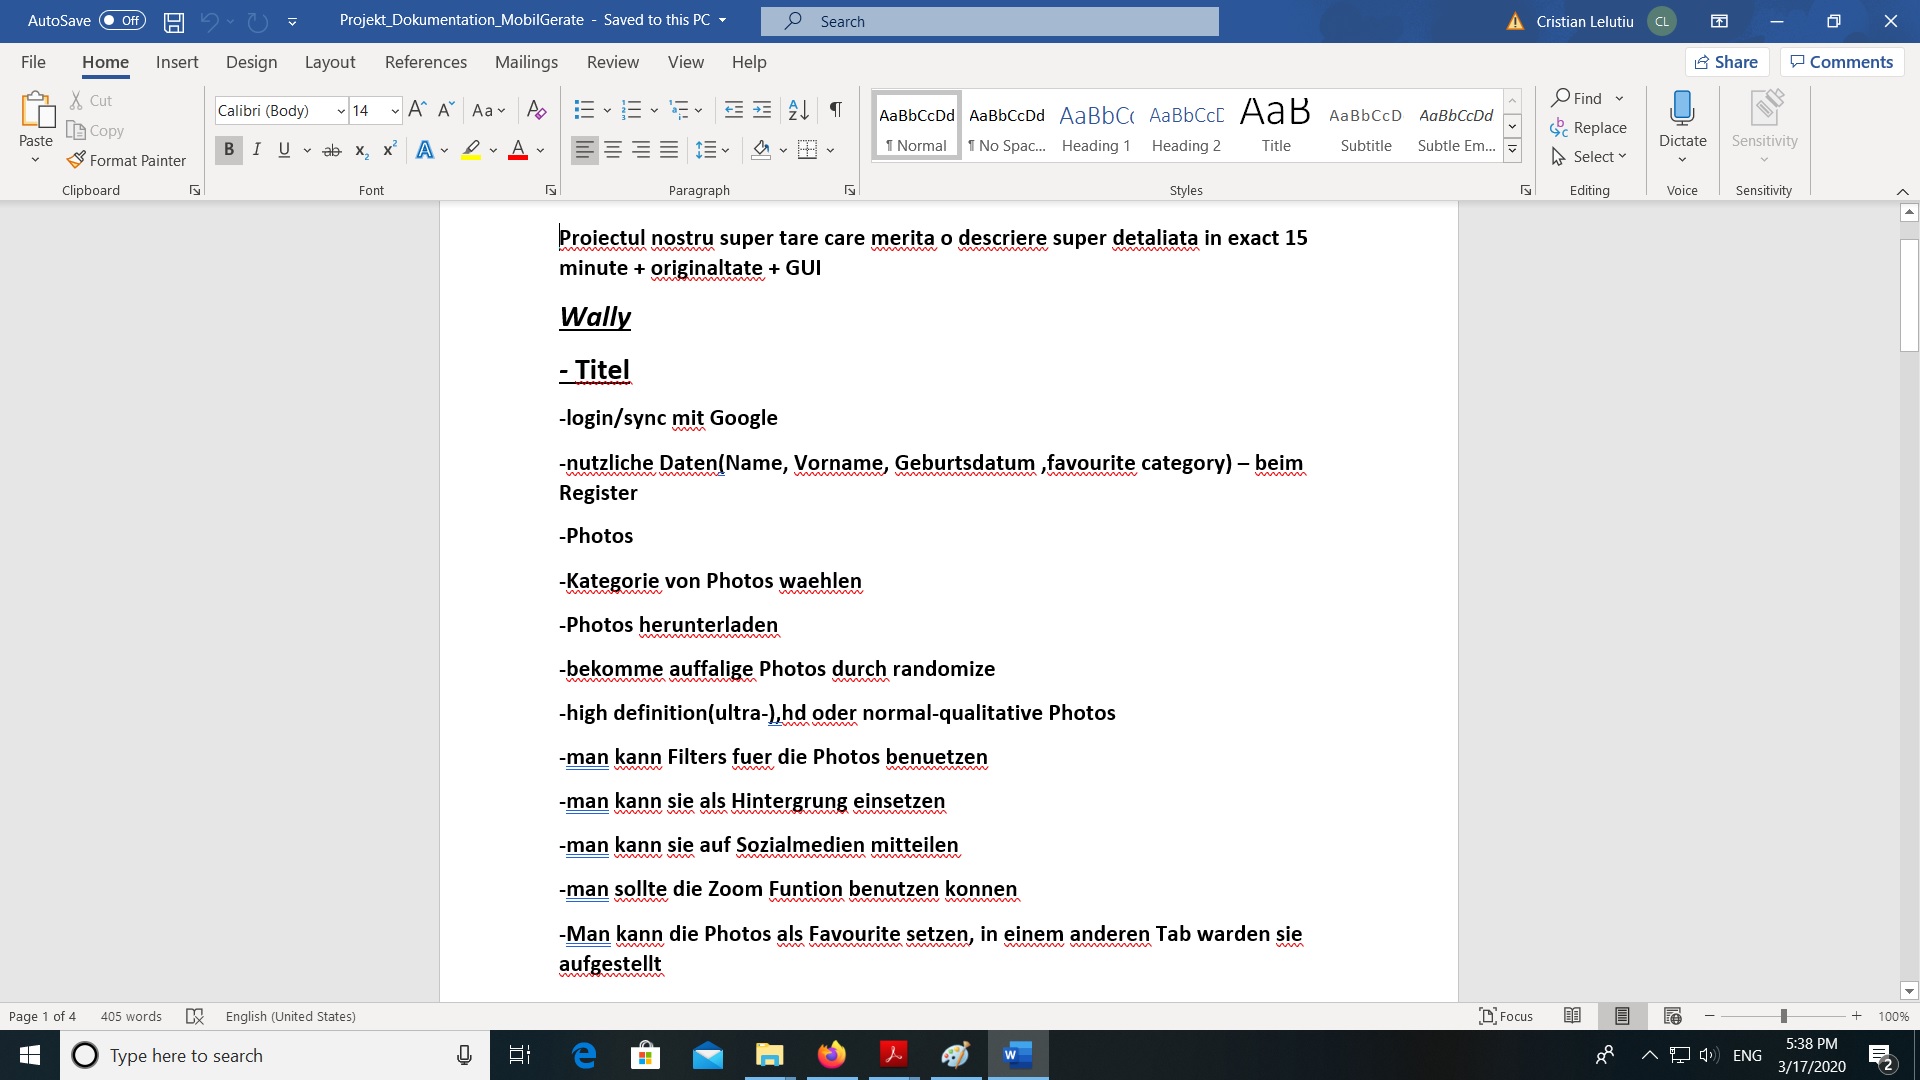 AutoSave Off Projekt_Dokumentation_MobilGerate - Saved to this PC Search Cristian Lelutiu CL
File Home Insert Design Layout References Mailings Review View Help Share Comments
Paste Cut Copy Format Painter Clipboard
Calibri (Body) 14 Font
Paragraph
AaBbCcDd AaBbCcDd AaBbCc AaBbCcD AaB AaBbCcD AaBbCcDd
¶ Normal ¶ No Spac... Heading 1 Heading 2 Title Subtitle Subtle Em...
Styles
Find Replace Select Editing
Dictate Voice
Sensitivity Sensitivity
Proiectul nostru super tare care merita o descriere super detaliata in exact 15
minute + originaltate + GUI
Wally
- Titel
-login/sync mit Google
-nutzliche Daten(Name, Vorname, Geburtsdatum ,favourite category) – beim
Register
-Photos
-Kategorie von Photos waehlen
-Photos herunterladen
-bekomme auffalige Photos durch randomize
-high definition(ultra-),hd oder normal-qualitative Photos
-man kann Filters fuer die Photos benuetzen
-man kann sie als Hintergrung einsetzen
-man kann sie auf Sozialmedien mitteilen
-man sollte die Zoom Funtion benutzen konnen
-Man kann die Photos als Favourite setzen, in einem anderen Tab warden sie
aufgestellt
Page 1 of 4 405 words English (United States) Focus 100%
Type here to search ENG 5:38 PM
3/17/2020 2